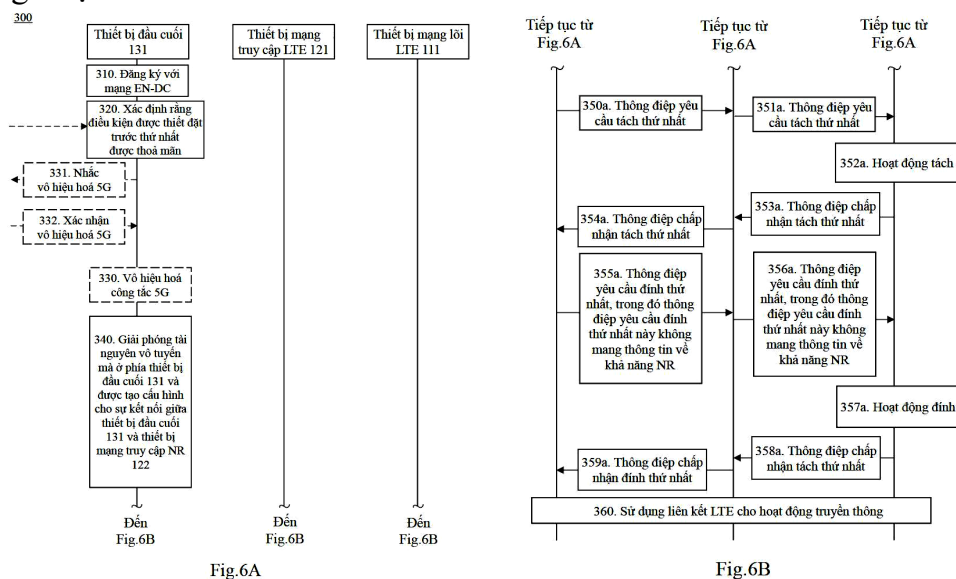 300
Thiết bị đầu cuối
131
Thiết bị mạng
truy cập LTE 121
Thiết bị mạng lõi
LTE 111
310. Đăng ký với
mạng EN-DC
320. Xác định rằng
điều kiện được thiết đặt
trước thứ nhất
được thoả mãn
331. Nhắc
vô hiệu hoá 5G
332. Xác nhận
vô hiệu hoá 5G
330. Vô hiệu hoá
công tắc 5G
340. Giải phóng tài
nguyên vô tuyến
mà ở phía thiết bị
đầu cuối 131 và
được tạo cấu hình
cho sự kết nối giữa
thiết bị đầu cuối
131 và thiết bị
mạng truy cập NR
122
Đến
Fig.6B
Đến
Fig.6B
Đến
Fig.6B
Fig.6A
Tiếp tục từ
Fig.6A
Tiếp tục từ
Fig.6A
Tiếp tục từ
Fig.6A
350a. Thông điệp yêu
cầu tách thứ nhất
351a. Thông điệp yêu
cầu tách thứ nhất
352a. Hoạt động tách
353a. Thông điệp chấp
nhận tách thứ nhất
354a. Thông điệp chấp
nhận tách thứ nhất
355a. Thông điệp
yêu cầu đính thứ
nhất, trong đó thông
điệp yêu cầu đính
thứ nhất này không
mang thông tin về
khả năng NR
356a. Thông điệp
yêu cầu đính thứ
nhất, trong đó thông
điệp yêu cầu đính
thứ nhất này không
mang thông tin về
khả năng NR
357a. Hoạt động đính
358a. Thông điệp chấp
nhận tách thứ nhất
359a. Thông điệp chấp
nhận đính thứ nhất
360. Sử dụng liên kết LTE cho hoạt động truyền thông
Fig.6B